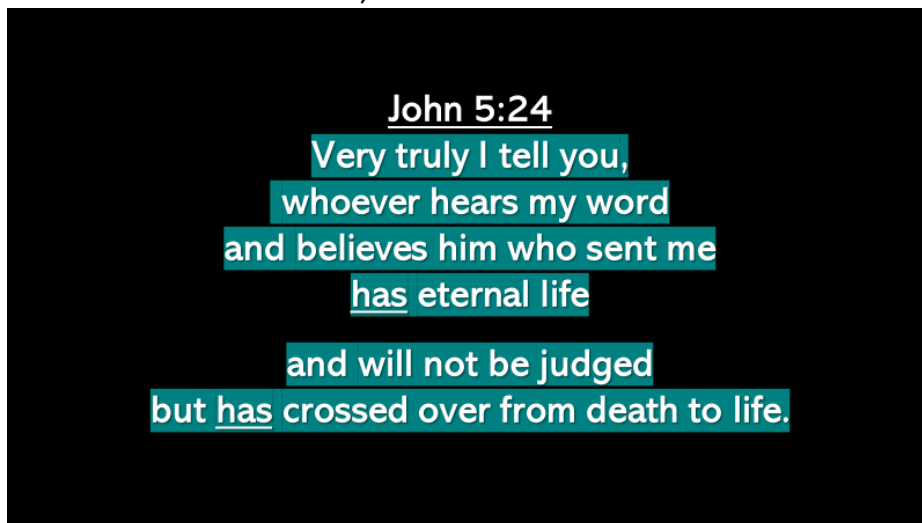 John 5:24
Very truly I tell you,
whoever hears my word
and believes him who sent me
has eternal life
and will not be judged
but has crossed over from death to life.